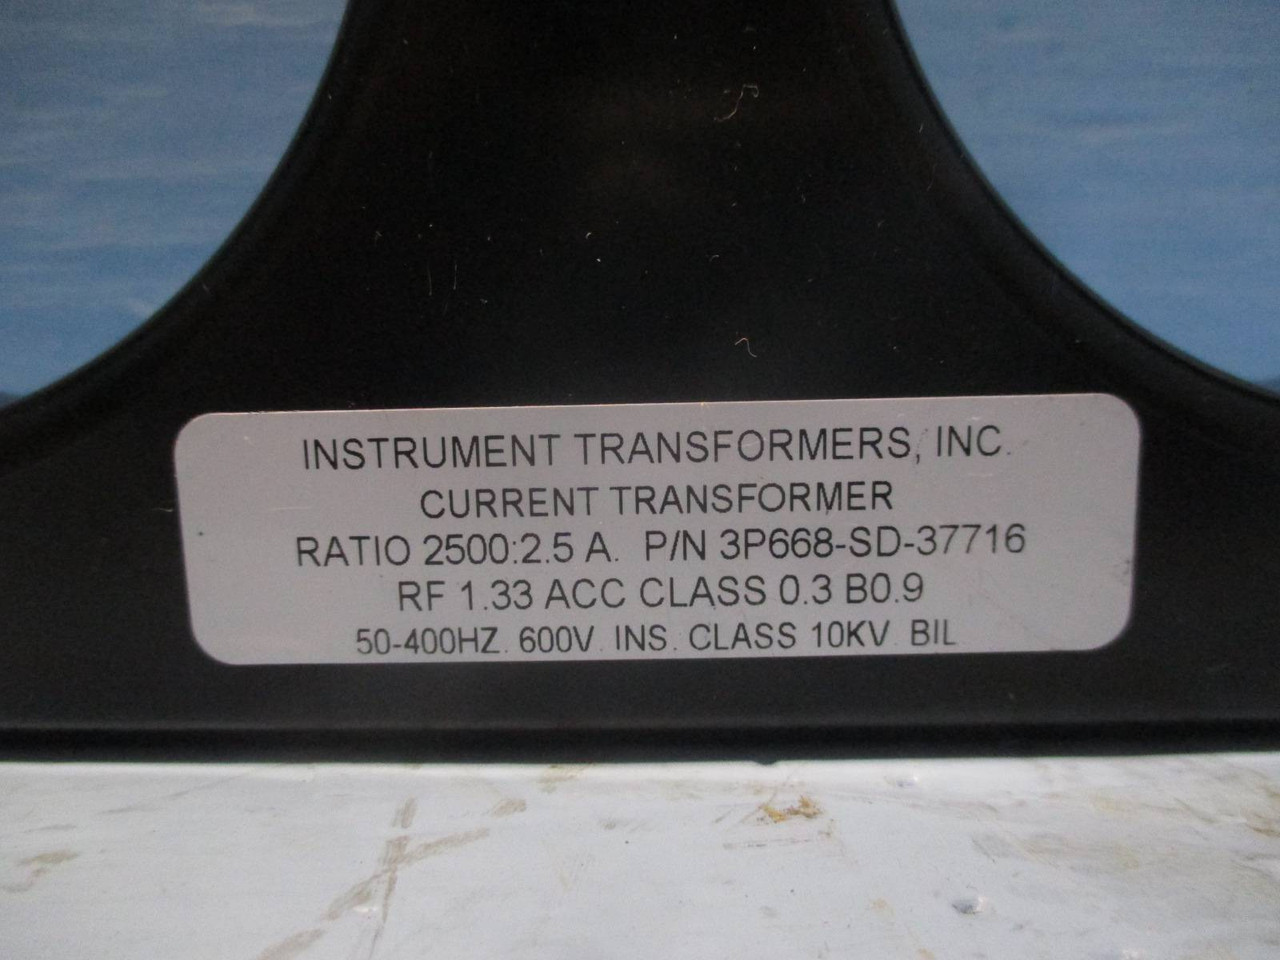 INSTRUMENT TRANSFORMERS, INC.
CURRENT TRANSFORMER
RATIO 2500:2.5 A. P/N 3P668-SD-37716
RF 1.33 ACC CLASS 0.3 B0.9
50-400HZ. 600V. INS. CLASS 10KV. BIL